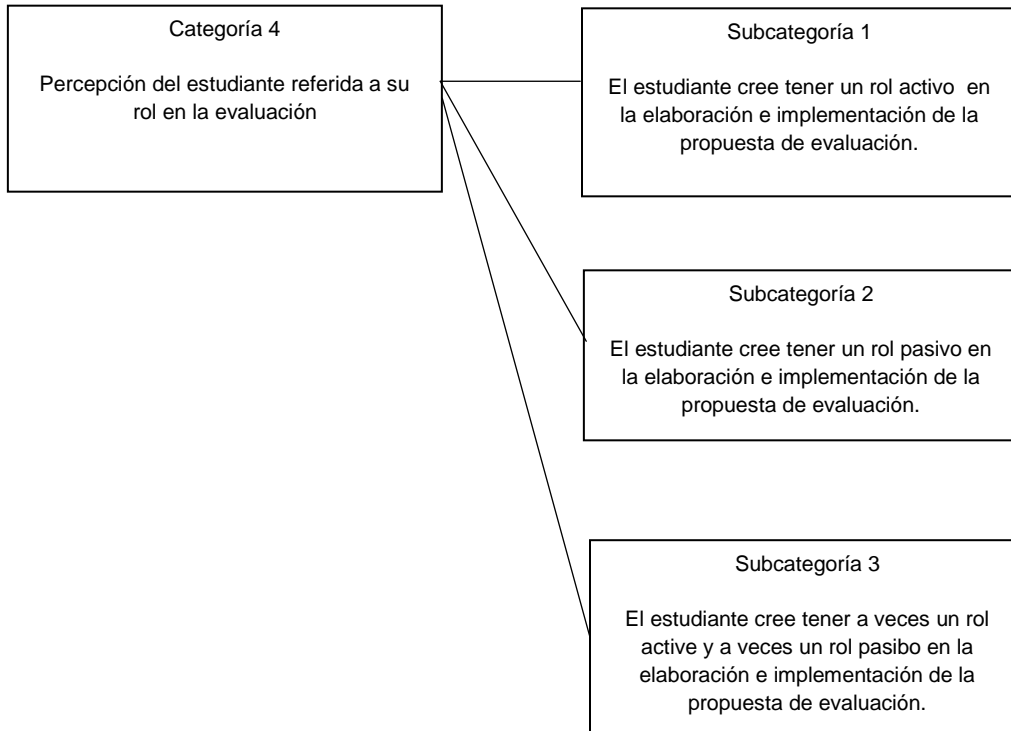 Categoría 4
Percepción del estudiante referida a su
rol en la evaluación
Subcategoría 1
El estudiante cree tener un rol activo en
la elaboración e implementación de la
propuesta de evaluación.
Subcategoría 2
El estudiante cree tener un rol pasivo en
la elaboración e implementación de la
propuesta de evaluación.
Subcategoría 3
El estudiante cree tener a veces un rol
active y a veces un rol pasibo en la
elaboración e implementación de la
propuesta de evaluación.